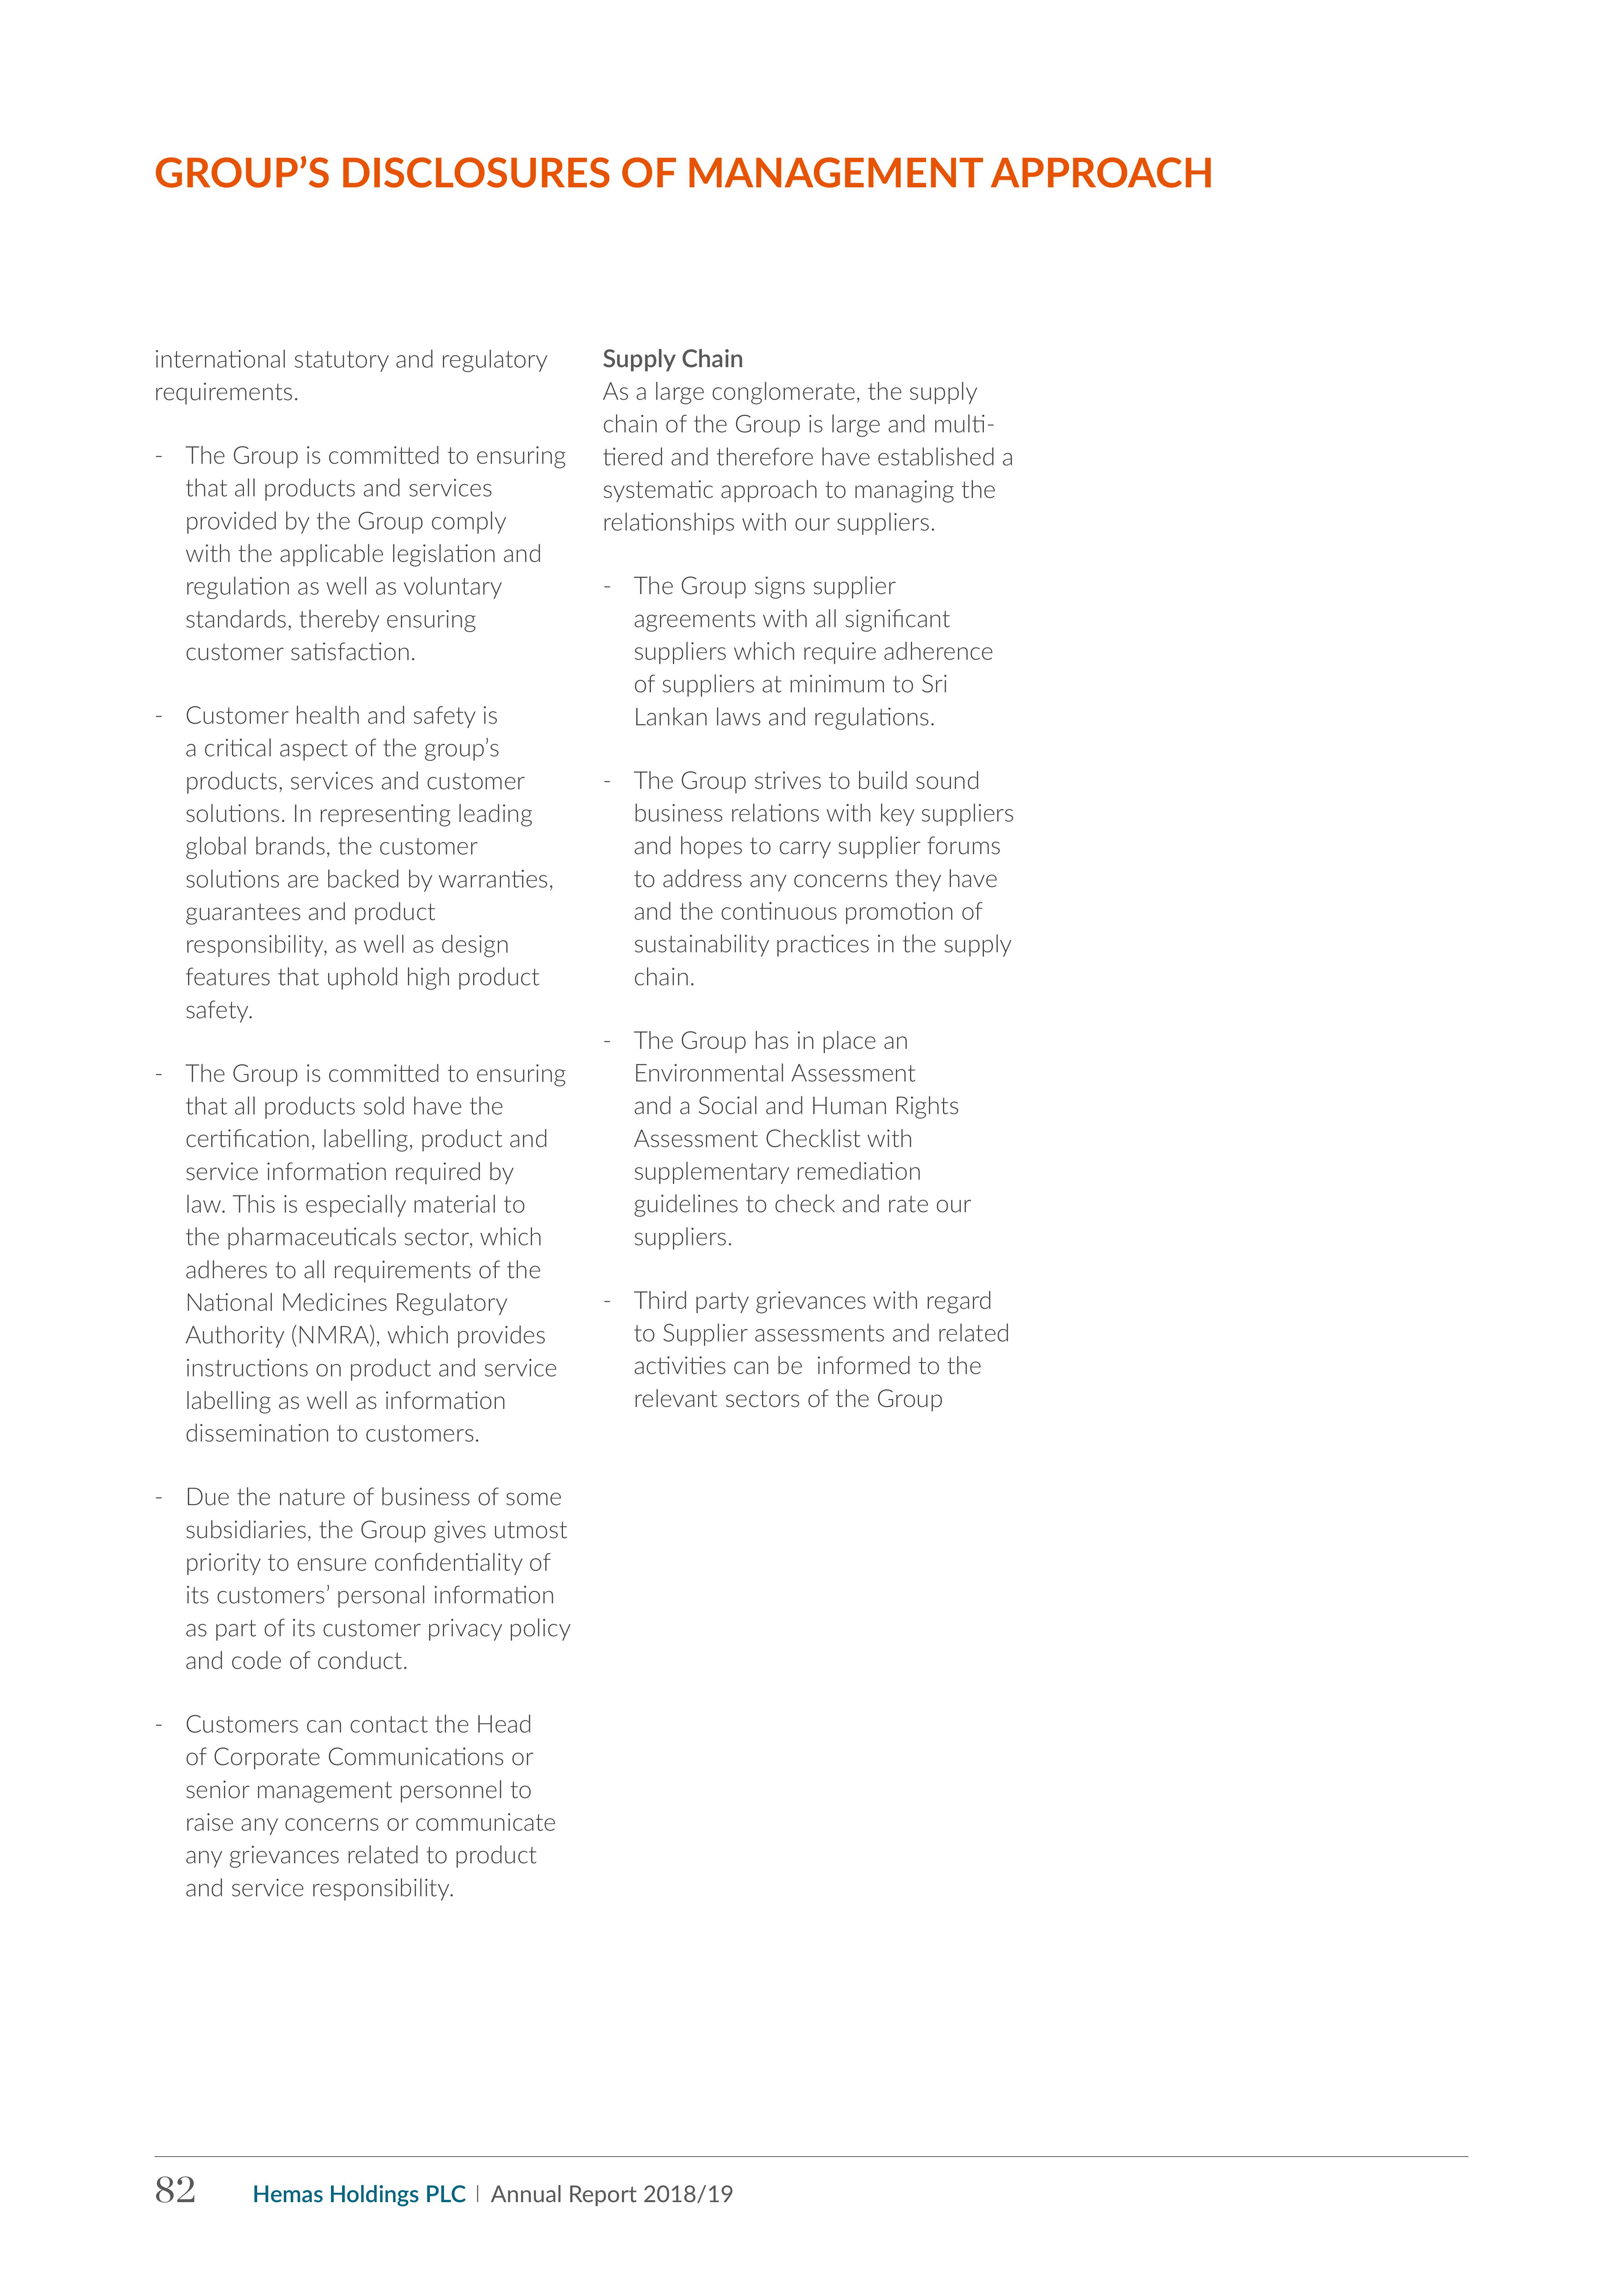 GROUP’S DISCLOSURES OF MANAGEMENT APPROACH
international statutory and regulatory
requirements.
- The Group is committed to ensuring
that all products and services
provided by the Group comply
with the applicable legislation and
regulation as well as voluntary
standards, thereby ensuring
customer satisfaction.
- Customer health and safety is
a critical aspect of the group’s
products, services and customer
solutions. In representing leading
global brands, the customer
solutions are backed by warranties,
guarantees and product
responsibility, as well as design
features that uphold high product
safety.
- The Group is committed to ensuring
that all products sold have the
certification, labelling, product and
service information required by
law. This is especially material to
the pharmaceuticals sector, which
adheres to all requirements of the
National Medicines Regulatory
Authority (NMRA), which provides
instructions on product and service
labelling as well as information
dissemination to customers.
- Due the nature of business of some
subsidiaries, the Group gives utmost
priority to ensure confidentiality of
its customers’ personal information
as part of its customer privacy policy
and code of conduct.
- Customers can contact the Head
of Corporate Communications or
senior management personnel to
raise any concerns or communicate
any grievances related to product
and service responsibility.
Supply Chain
As a large conglomerate, the supply
chain of the Group is large and multi-
tiered and therefore have established a
systematic approach to managing the
relationships with our suppliers.
- The Group signs supplier
agreements with all significant
suppliers which require adherence
of suppliers at minimum to Sri
Lankan laws and regulations.
- The Group strives to build sound
business relations with key suppliers
and hopes to carry supplier forums
to address any concerns they have
and the continuous promotion of
sustainability practices in the supply
chain.
- The Group has in place an
Environmental Assessment
and a Social and Human Rights
Assessment Checklist with
supplementary remediation
guidelines to check and rate our
suppliers.
- Third party grievances with regard
to Supplier assessments and related
activities can be  informed to the
relevant sectors of the Group
82 Hemas Holdings PLC | Annual Report 2018/19